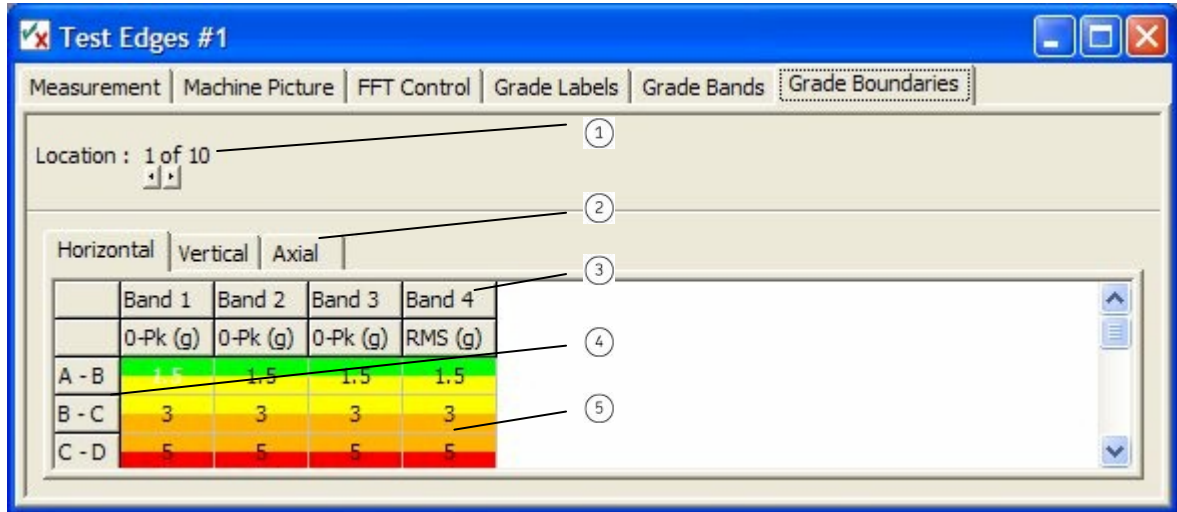 Test Edges #1
Measurement Machine Picture FFT Control Grade Labels Grade Bands Grade Boundaries
1
Location : 1 of 10
2
Horizontal Vertical Axial
3
Band 1 Band 2 Band 3 Band 4
0-Pk (g) 0-Pk (g) 0-Pk (g) RMS (g)
4
A - B 1.5 1.5 1.5 1.5
5
B - C 3 3 3 3
C - D 5 5 5 5